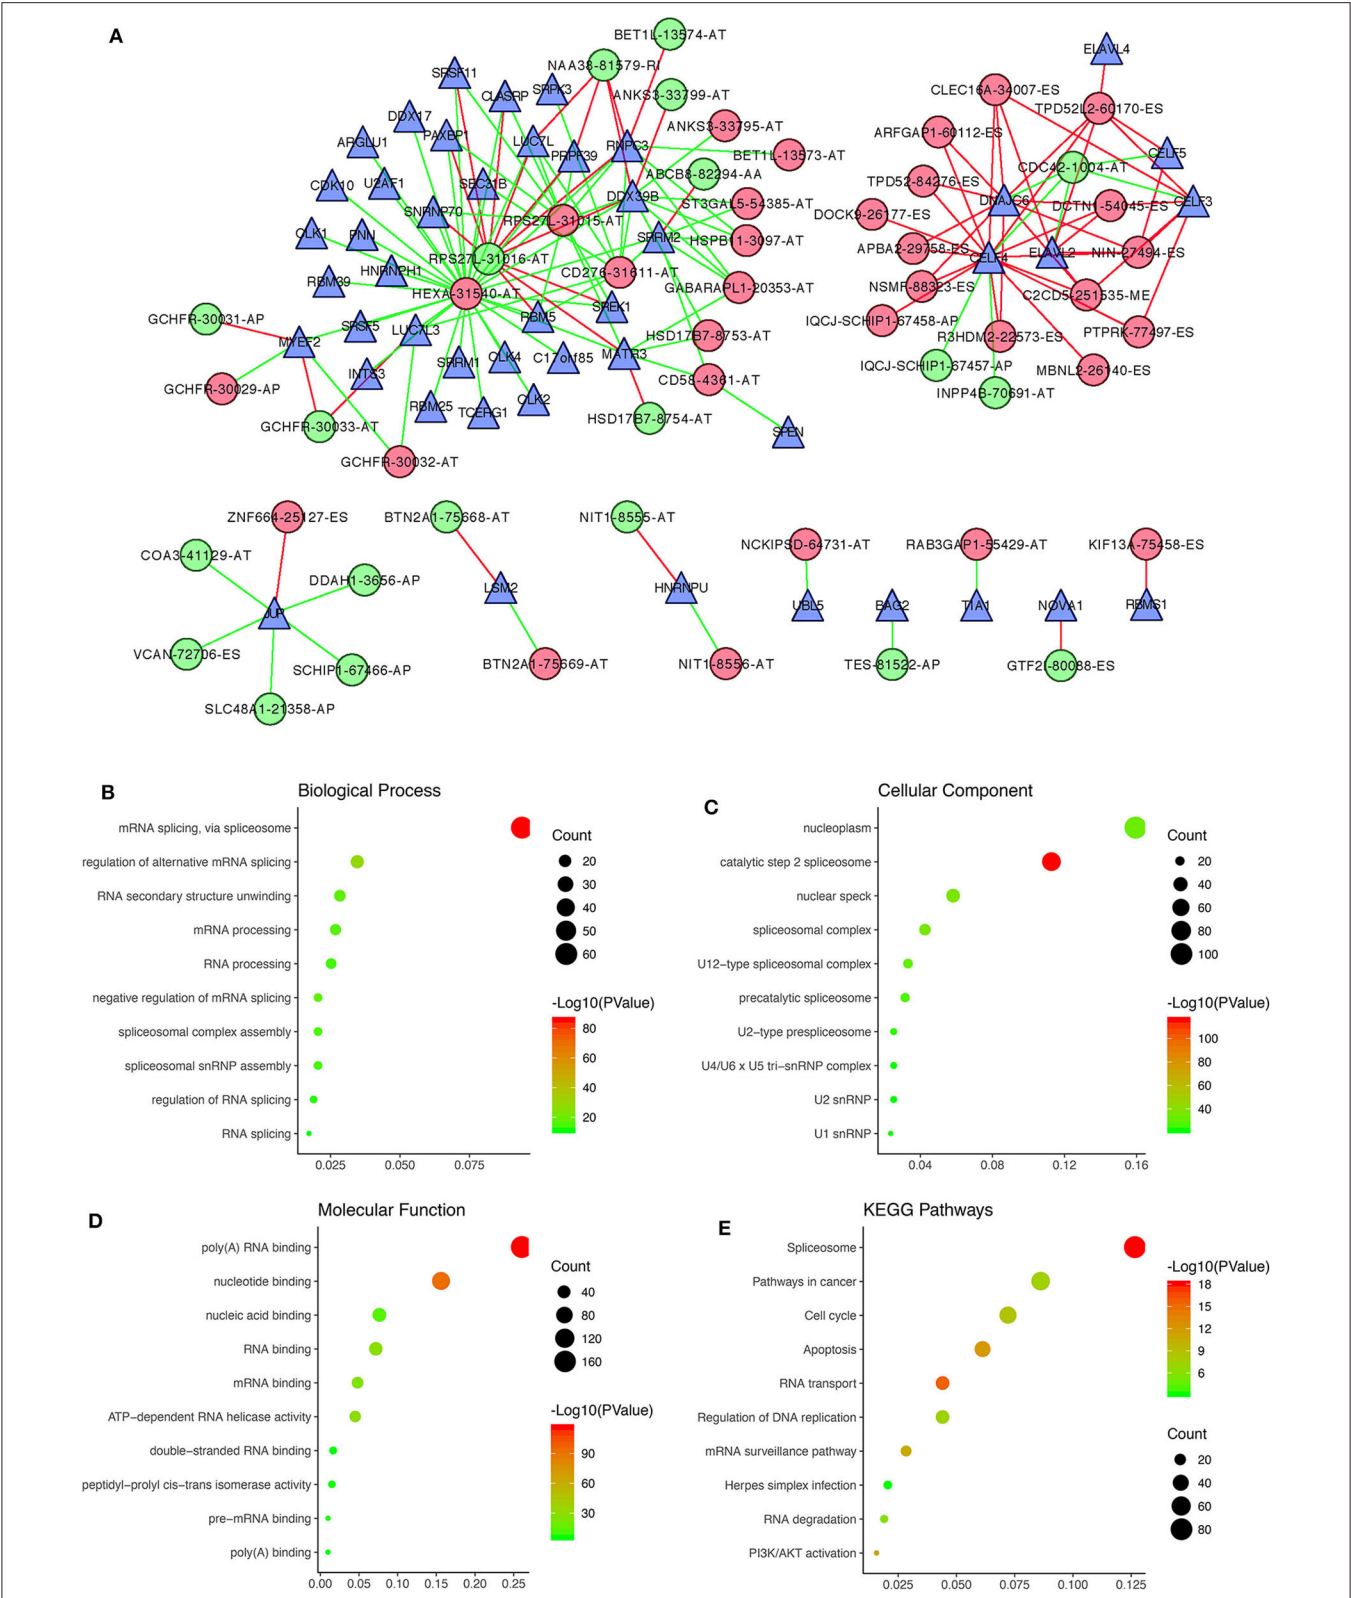 A
BET1L-13574-AT
NAA38-81579-RI
SRSF11
CLASRP
SRPK3
ANKS3-33799-AT
DDX17
ANKS3-33795-AT
PAXBP1
ARGLU1
LUC7L
PRPF39
RNPC3
BET1L-13573-AT
ABCB8-82294-AA
CDK10
U2AF1
SEC31B
DDX39B
ST3GAL5-54385-AT
SNRNP70
RPS27L-31015-AT
CLK1
PNN
SRRM2
HSPB11-3097-AT
RPS27L-31016-AT
HNRNPH1
CD276-31611-AT
RBM39
HEXA-31540-AT
GABARAPL1-20353-AT
GCHFR-30031-AP
SREK1
RBM5
SRSF5
LUC7L3
HSD17B7-8753-AT
MYEF2
SRRM1
CLK4
C17orf85
MATR3
INTS3
CD58-4361-AT
GCHFR-30029-AP
RBM25
TCERG1
CLK2
HSD17B7-8754-AT
GCHFR-30033-AT
SPEN
GCHFR-30032-AT
ELAVL4
CLEC16A-34007-ES
TPD52L2-60170-ES
ARFGAP1-60112-ES
CELF5
CDC42-1004-AT
TPD52-84276-ES
DNAJC6
DCTN1-54045-ES
CELF3
DOCK9-26177-ES
APBA2-29758-ES
CELF4
ELAVL2
NIN-27494-ES
NSMF-88323-ES
C2CD5-251535-ME
IQCJ-SCHIP1-67458-AP
R3HDM2-22573-ES
PTPRK-77497-ES
IQCJ-SCHIP1-67457-AP
MBNL2-26140-ES
INPP4B-70691-AT
ZNF664-25127-ES
BTN2A1-75668-AT
NIT1-8555-AT
NCKIPSD-64731-AT
RAB3GAP1-55429-AT
KIF13A-75458-ES
COA3-41129-AT
DDAH1-3656-AP
JUP
LSM2
HNRNPU
UBL5
BAG2
TIA1
NOVA1
RBMS1
VCAN-72706-ES
SCHIP1-67466-AP
BTN2A1-75669-AT
NIT1-8556-AT
TES-81522-AP
GTF2I-80088-ES
SLC48A1-21358-AP
B
Biological Process
mRNA splicing, via spliceosome
regulation of alternative mRNA splicing
RNA secondary structure unwinding
mRNA processing
RNA processing
negative regulation of mRNA splicing
spliceosomal complex assembly
spliceosomal snRNP assembly
regulation of RNA splicing
RNA splicing
0.025 0.050 0.075
Count
20
30
40
50
60
-Log10(PValue)
80
60
40
20
C
Cellular Component
nucleoplasm
catalytic step 2 spliceosome
nuclear speck
spliceosomal complex
U12−type spliceosomal complex
precatalytic spliceosome
U2−type prespliceosome
U4/U6 x U5 tri−snRNP complex
U2 snRNP
U1 snRNP
0.04 0.08 0.12 0.16
Count
20
40
60
80
100
-Log10(PValue)
100
80
60
40
D
Molecular Function
poly(A) RNA binding
nucleotide binding
nucleic acid binding
RNA binding
mRNA binding
ATP−dependent RNA helicase activity
double−stranded RNA binding
peptidyl−prolyl cis−trans isomerase activity
pre−mRNA binding
poly(A) binding
0.00 0.05 0.10 0.15 0.20 0.25
Count
40
80
120
160
-Log10(PValue)
90
60
30
E
KEGG Pathways
Spliceosome
Pathways in cancer
Cell cycle
Apoptosis
RNA transport
Regulation of DNA replication
mRNA surveillance pathway
Herpes simplex infection
RNA degradation
PI3K/AKT activation
0.025 0.050 0.075 0.100 0.125
-Log10(PValue)
18
15
12
9
6
Count
20
40
60
80